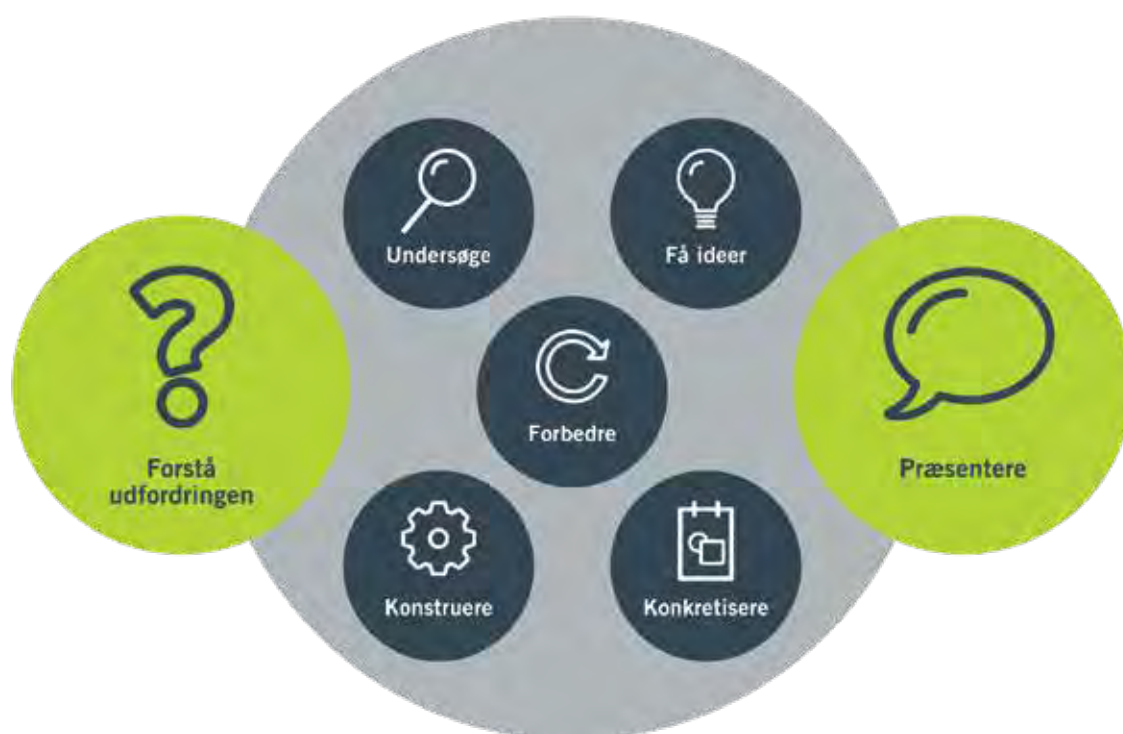 Undersøge
Få ideer
Forstå
udfordringen
Forbedre
Præsentere
Konstruere
Konkretisere